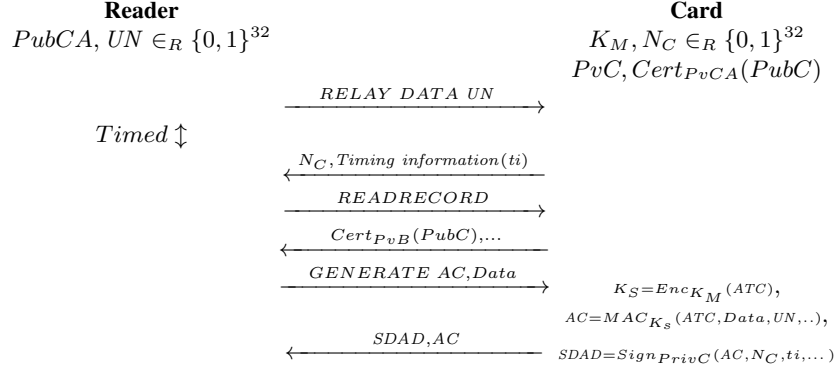 Reader Card
PubCA, UN ∈_R {0, 1}^32 K_M, N_C ∈_R {0, 1}^32
PvC, Cert_PvCA(PubC)
RELAY DATA UN
Timed ↕
N_C, Timing information(ti)
READRECORD
Cert_PvB(PubC),...
GENERATE AC,Data
K_S=Enc_K_M(ATC),
AC=MAC_K_s(ATC,Data,UN,..),
SDAD,AC
SDAD=Sign_PrivC(AC,N_C,ti,...)